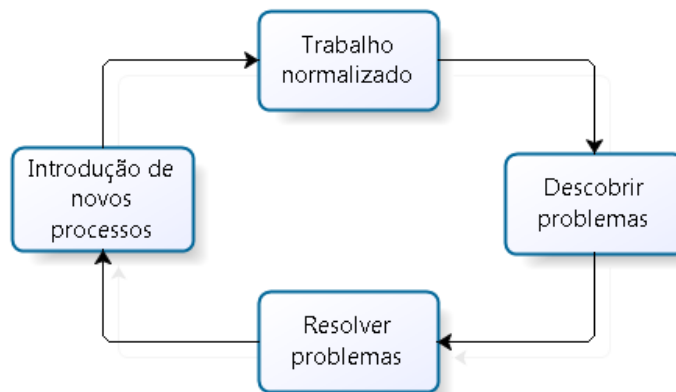 Trabalho
normalizado
Introdução de
novos
processos
Descobrir
problemas
Resolver
problemas